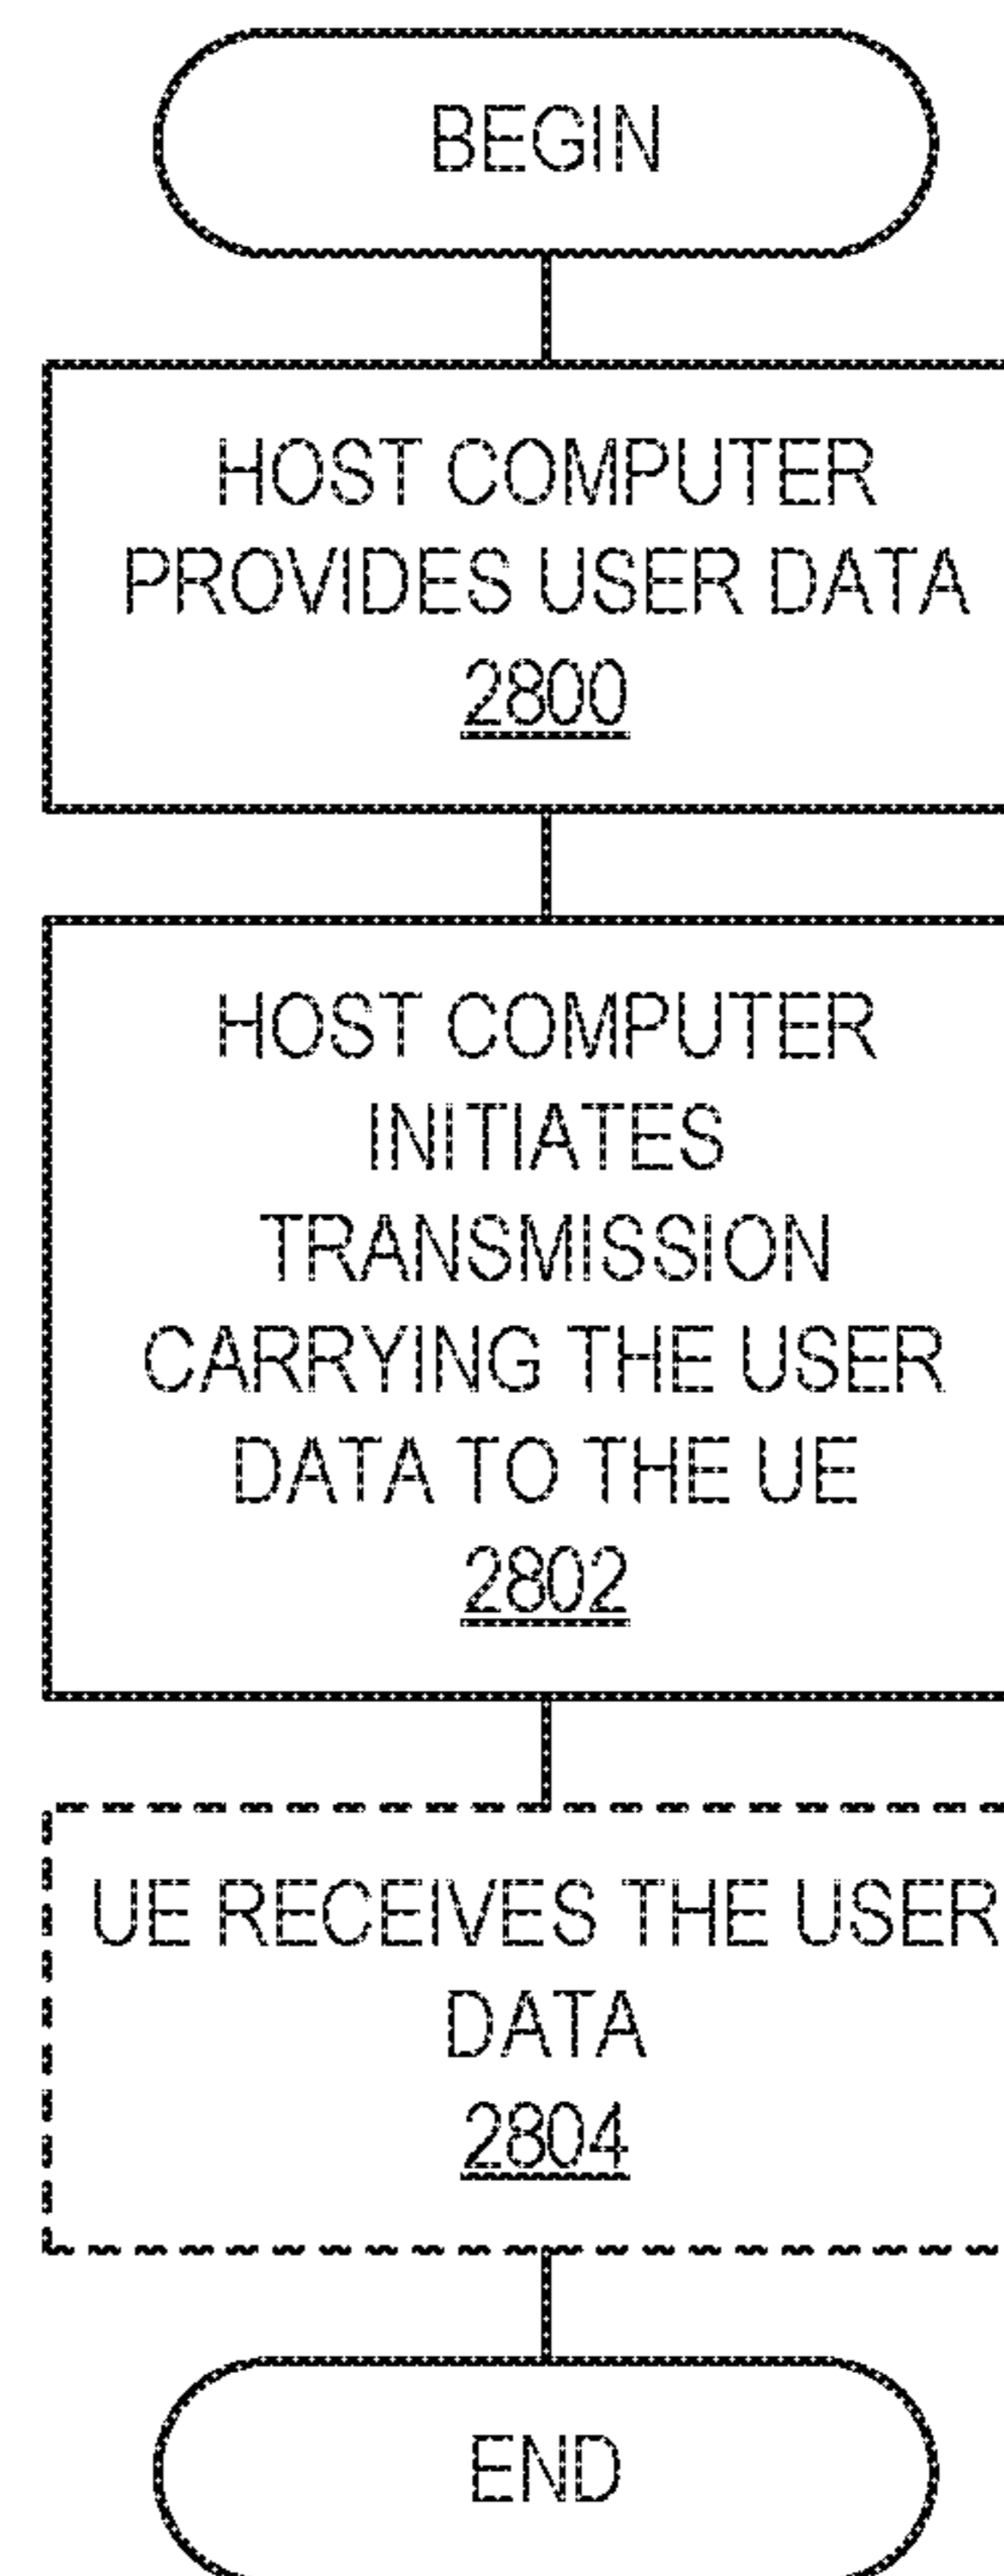 BEGIN
HOST COMPUTER
PROVIDES USER DATA
2800
HOST COMPUTER
INITIATES
TRANSMISSION
CARRYING THE USER
DATA TO THE UE
2802
UE RECEIVES THE USER
DATA
2804
END